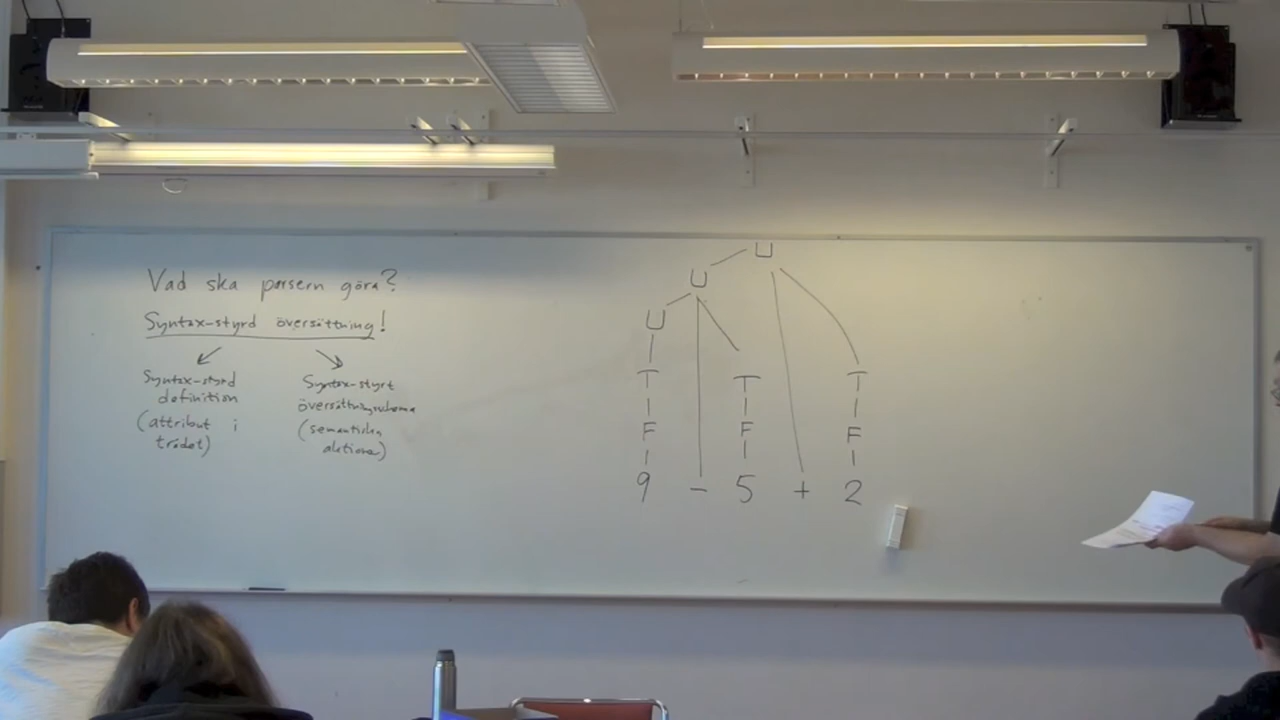 Vad ska parsern göra?
Syntax-styrd översättning!
Syntax-styrd
definition
(attribut i
trädet)
Syntax-styrt
översättningsschema
(semantiska
aktioner)
U
U
U
T T T
F F F
9 - 5 + 2